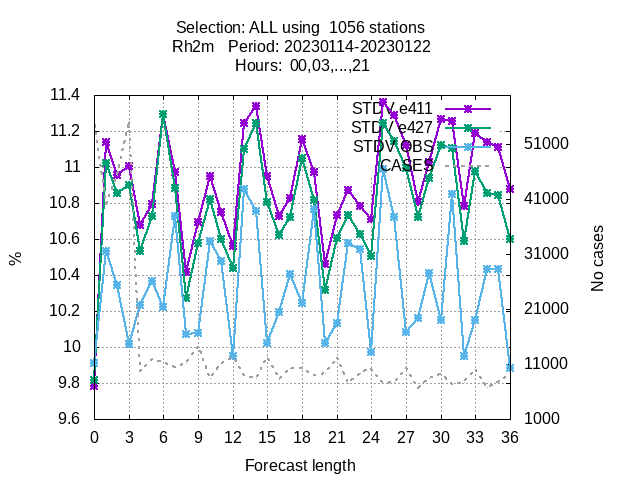 Selection: ALL using  1056 stations
Rh2m   Period: 20230114-20230122
Hours:  00,03,...,21
11.4
11.2
11
10.8
10.6
10.4
10.2
10
9.8
9.6
%
STDV e411
STDV e427
STDV OBS
CASES
51000
41000
31000
21000
11000
1000
No cases
0 3 6 9 12 15 18 21 24 27 30 33 36
Forecast length